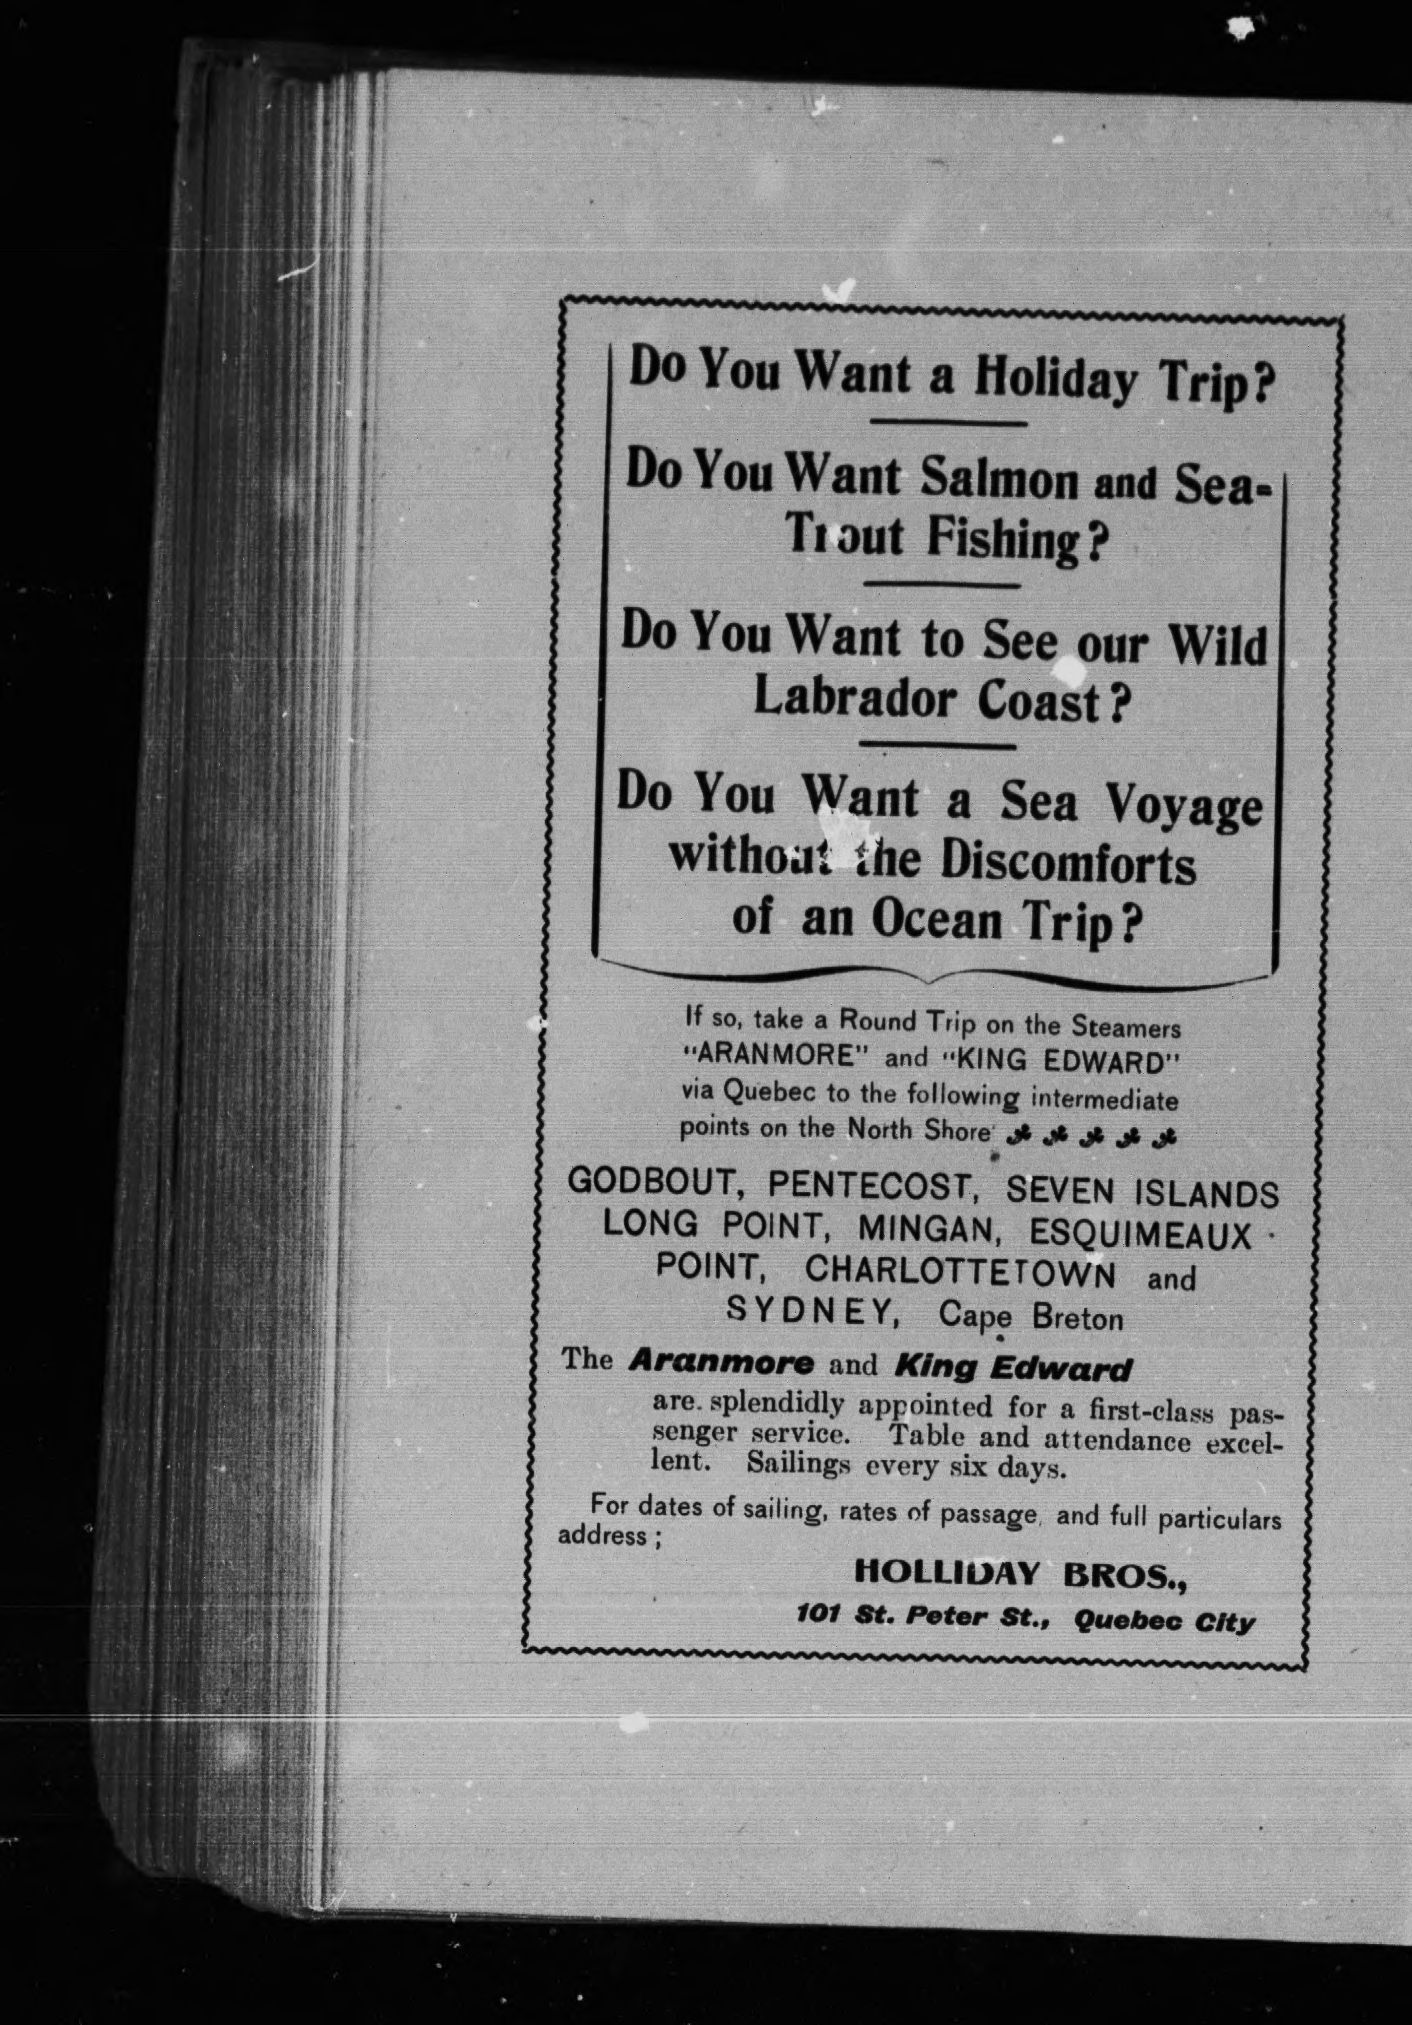 Do You Want a Holiday Trip?
Do You Want Salmon and Sea-
Trout Fishing?
Do You Want to See our Wild
Labrador Coast?
Do You Want a Sea Voyage
without the Discomforts
of an Ocean Trip?
If so, take a Round Trip on the Steamers
"ARANMORE" and "KING EDWARD"
via Quebec to the following intermediate
points on the North Shore
GODBOUT, PENTECOST, SEVEN ISLANDS
LONG POINT, MINGAN, ESQUIMEAUX
POINT, CHARLOTTETOWN and
SYDNEY, Cape Breton
The Aranmore and King Edward
are splendidly appointed for a first-class pas-
senger service. Table and attendance excel-
lent. Sailings every six days.
For dates of sailing, rates of passage, and full particulars
address ;
HOLLIDAY BROS.,
101 St. Peter St., Quebec City